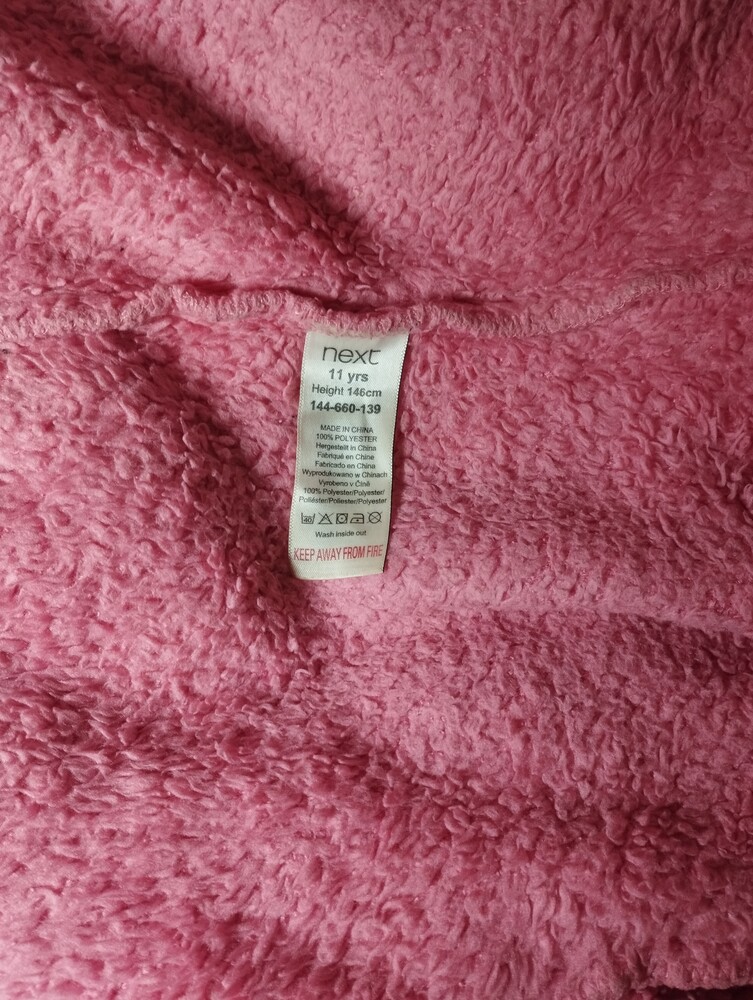 next
11 yrs
Height 146cm
144-660-139
MADE IN CHINA
100% POLYESTER
Hergestellt in China
Fabriqué en Chine
Fabricado en China
Wyprodukowano w Chinach
Vyrobeno v Číně
100% Polyester/Polyester/
Poliéster/Poliester/Polyester
40
Wash inside out
KEEP AWAY FROM FIRE